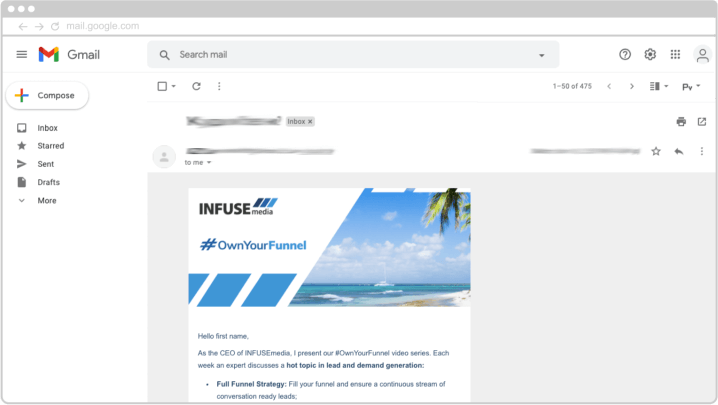 mail.google.com
Gmail
Search mail
Compose
1–50 of 475
Inbox
Starred
Sent
Drafts
More
Inbox x
to me
INFUSE
media
#OwnYourFunnel
Hello first name,
As the CEO of INFUSEmedia, I present our #OwnYourFunnel video series. Each
week an expert discusses a hot topic in lead and demand generation:
• Full Funnel Strategy: Fill your funnel and ensure a continuous stream of
conversation ready leads;